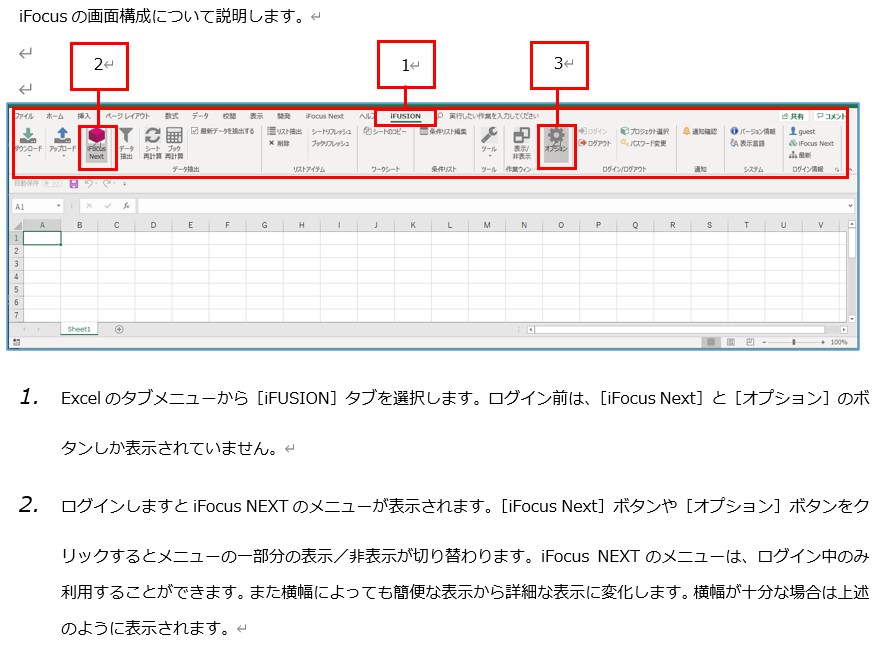 iFocus の画面構成について説明します。
2
1
3
ファイル ホーム 挿入 ページ レイアウト 数式 データ 校閲 表示 開発 iFocus Next ヘルプ iFUSION 実行したい作業を入力してください 共有 コメント
ダウンロード アップロード iFocus Next データ 抽出 シート 再計算 ブック 再計算 最新データを抽出する リスト抽出 削除 シートリフレッシュ ブックリフレッシュ シートのコピー 条件リスト編集 ツール 表示/ 非表示 オプション ログイン ログアウト プロジェクト選択 パスワード変更 通知確認 バージョン情報 表示言語 guest iFocus Next 最新
データ抽出 リストアイテム ワークシート 条件リスト ツール 作業ウィン ログイン/ログアウト 通知 システム ログイン情報
自動保存
A1 fx
A B C D E F G H I J K L M N O P Q R S T U V
1
2
3
4
5
6
7
Sheet1
100%
1. Excel のタブメニューから［iFUSION］タブを選択します。ログイン前は、［iFocus Next］と［オプション］のボ
タンしか表示されていません。
2. ログインしますと iFocus NEXT のメニューが表示されます。［iFocus Next］ボタンや［オプション］ボタンをク
リックするとメニューの一部分の表示／非表示が切り替わります。iFocus NEXT のメニューは、ログイン中のみ
利用することができます。また横幅によっても簡便な表示から詳細な表示に変化します。横幅が十分な場合は上述
のように表示されます。